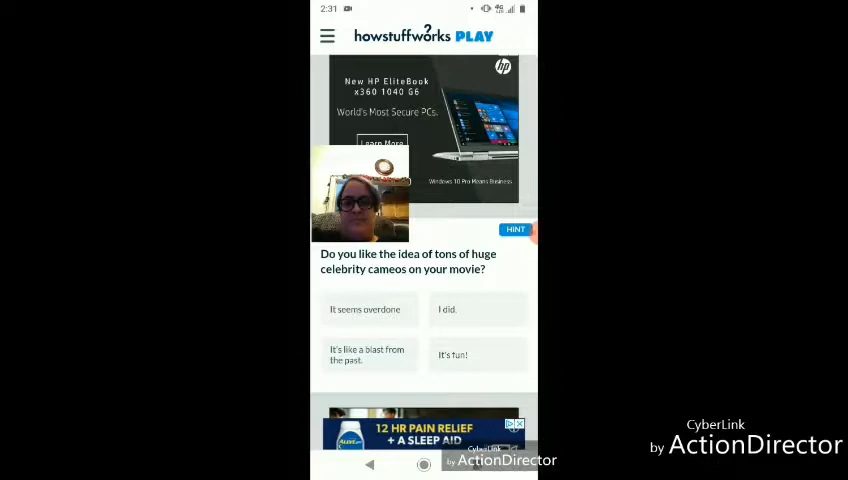 2:31
howstuffworks PLAY
hp
New HP EliteBook
x360 1040 G6
World's Most Secure PCs.
Learn More
Windows 10 Pro Means Business
HINT
Do you like the idea of tons of huge
celebrity cameos on your movie?
It seems overdone
I did.
It's like a blast from
the past.
It's fun!
12 HR PAIN RELIEF
+ A SLEEP AID
ALEVE
CyberLink
by ActionDirector
CyberLink
by ActionDirector